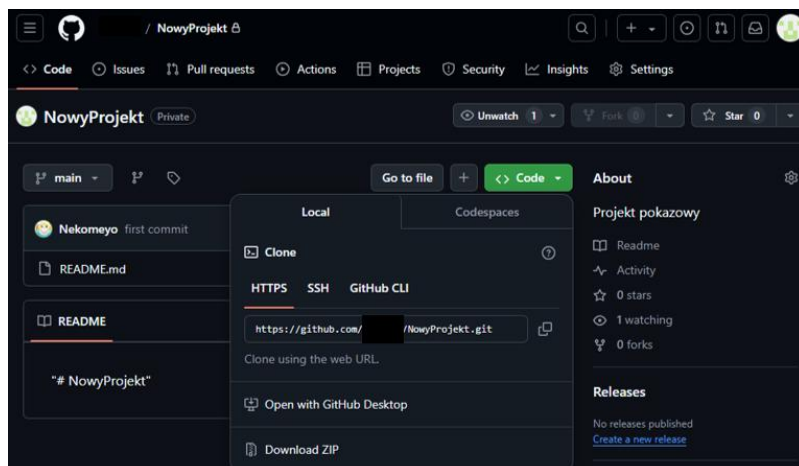 / NowyProjekt
<> Code Issues Pull requests Actions Projects Security Insights Settings
NowyProjekt Private
Unwatch 1 Fork 0 Star 0
main
Go to file + <> Code
Local Codespaces
Nekomeyo first commit
README.md
README
"# NowyProjekt"
Clone
HTTPS SSH GitHub CLI
https://github.com/ /NowyProjekt.git
Clone using the web URL.
Open with GitHub Desktop
Download ZIP
About
Projekt pokazowy
Readme
Activity
0 stars
1 watching
0 forks
Releases
No releases published
Create a new release